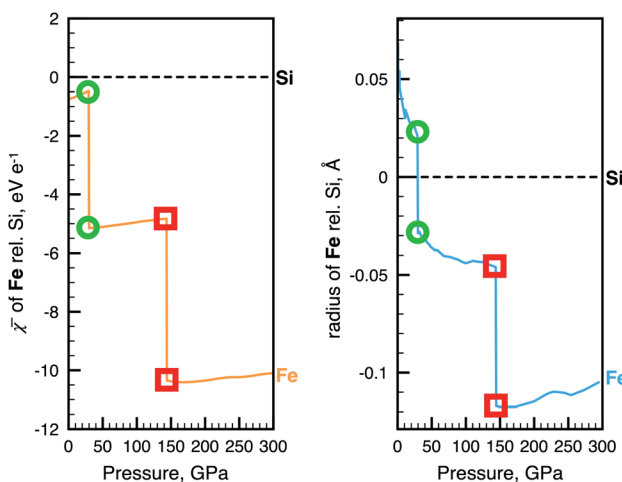 χ̄ of Fe rel. Si, eV e⁻¹
2
0
-2
-4
-6
-8
-10
-12
Si
Fe
0 50 100 150 200 250 300
Pressure, GPa
radius of Fe rel. Si, Å
0.05
0
-0.05
-0.1
Si
Fe
0 50 100 150 200 250 300
Pressure, GPa